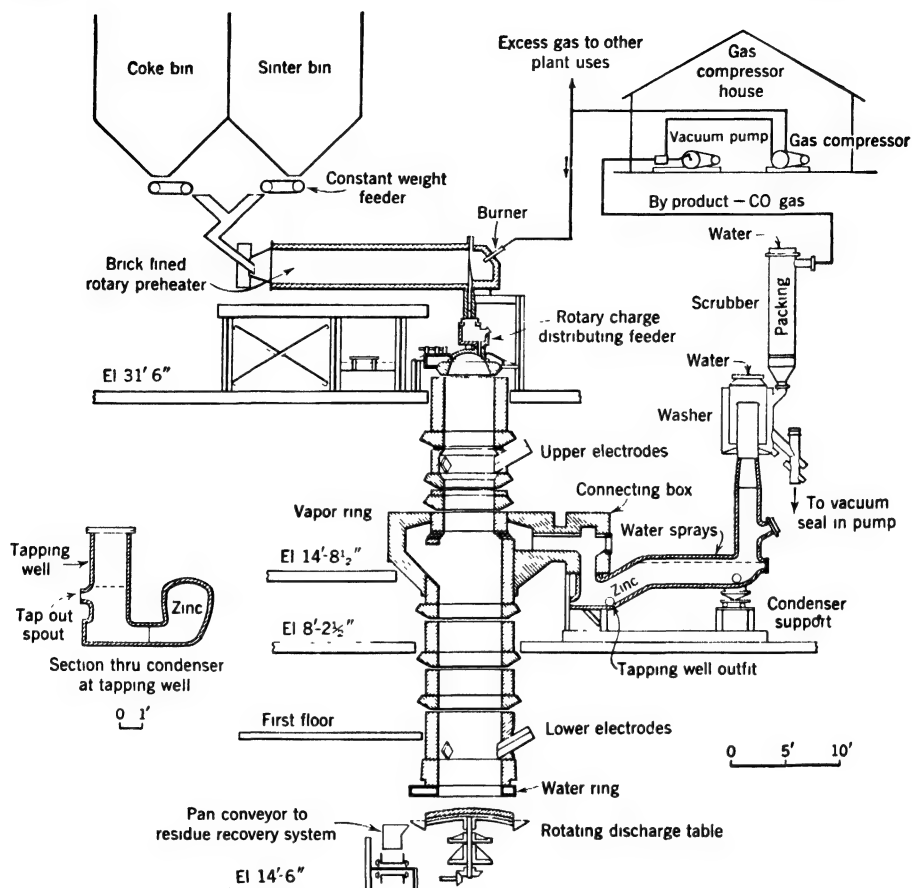 Coke bin
Sinter bin
Excess gas to other
plant uses
Gas
compressor
house
Vacuum pump
Gas compressor
Constant weight
feeder
Burner
By product – CO gas
Water
Brick lined
rotary preheater
Scrubber
Packing
Rotary charge
distributing feeder
El 31' 6"
Water
Washer
Upper electrodes
Connecting box
To vacuum
seal in pump
Vapor ring
Water sprays
Tapping
well
El 14'-8½"
Zinc
Zinc
Tap out
spout
Condenser
support
El 8'-2½"
Section thru condenser
at tapping well
Tapping well outfit
0 1'
First floor
Lower electrodes
0 5' 10'
Water ring
Pan conveyor to
residue recovery system
Rotating discharge table
El 14'-6"